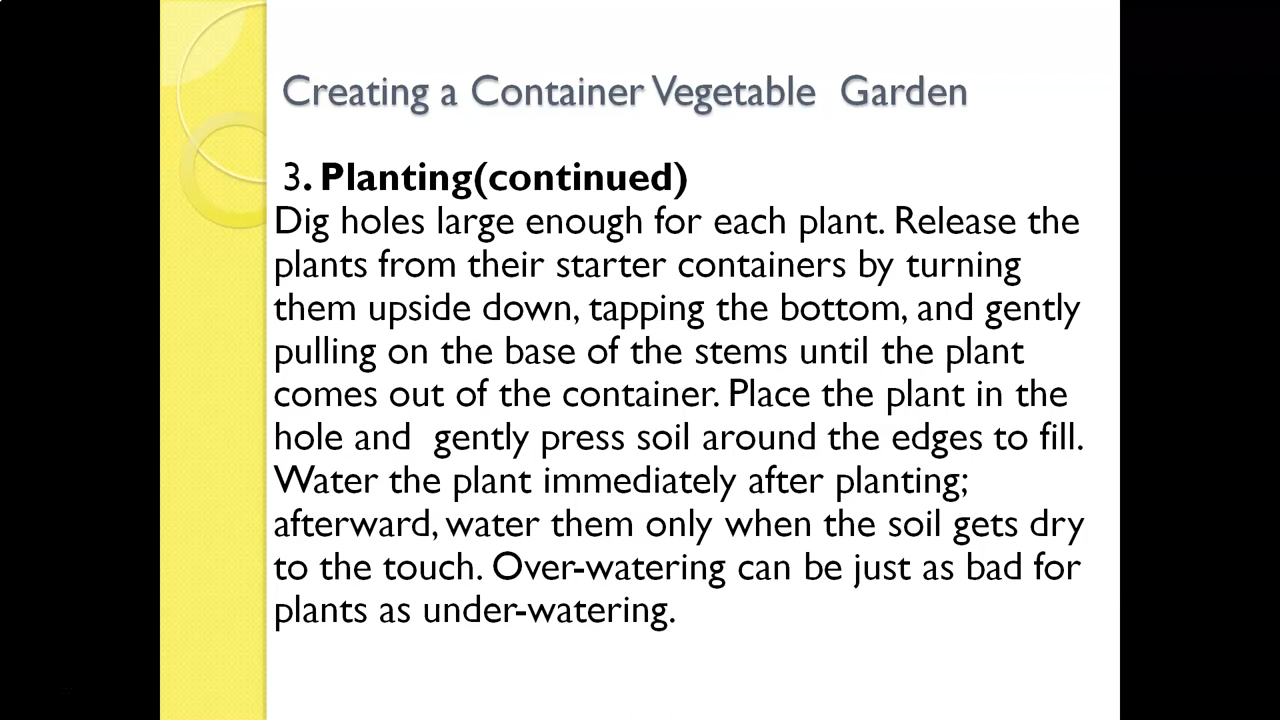 Creating a Container Vegetable  Garden
3. Planting(continued)
Dig holes large enough for each plant. Release the
plants from their starter containers by turning
them upside down, tapping the bottom, and gently
pulling on the base of the stems until the plant
comes out of the container. Place the plant in the
hole and  gently press soil around the edges to fill.
Water the plant immediately after planting;
afterward, water them only when the soil gets dry
to the touch. Over-watering can be just as bad for
plants as under-watering.